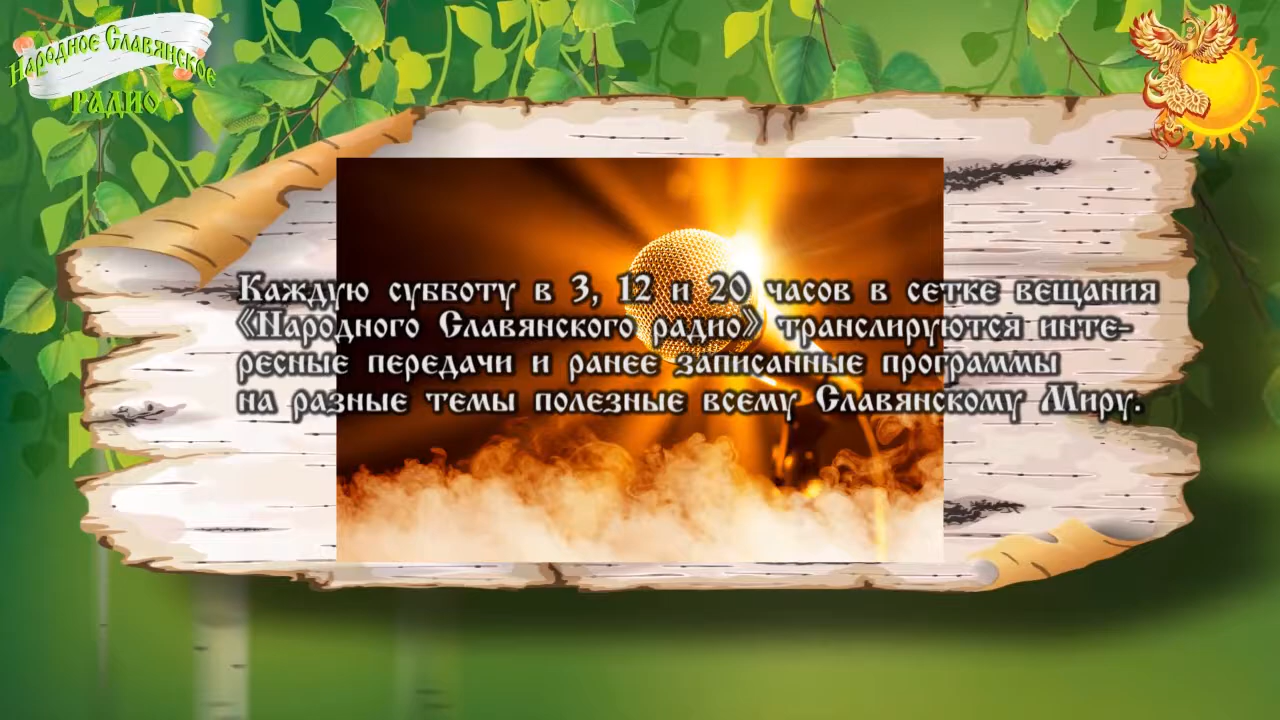 Народное Славянское
РАДИО
Каждую субботу в 3, 12 и 20 часов в сетке вещания
«Народного Славянского радио» транслируются инте-
ресные передачи и ранее записанные программы
на разные темы полезные всему Славянскому Миру.